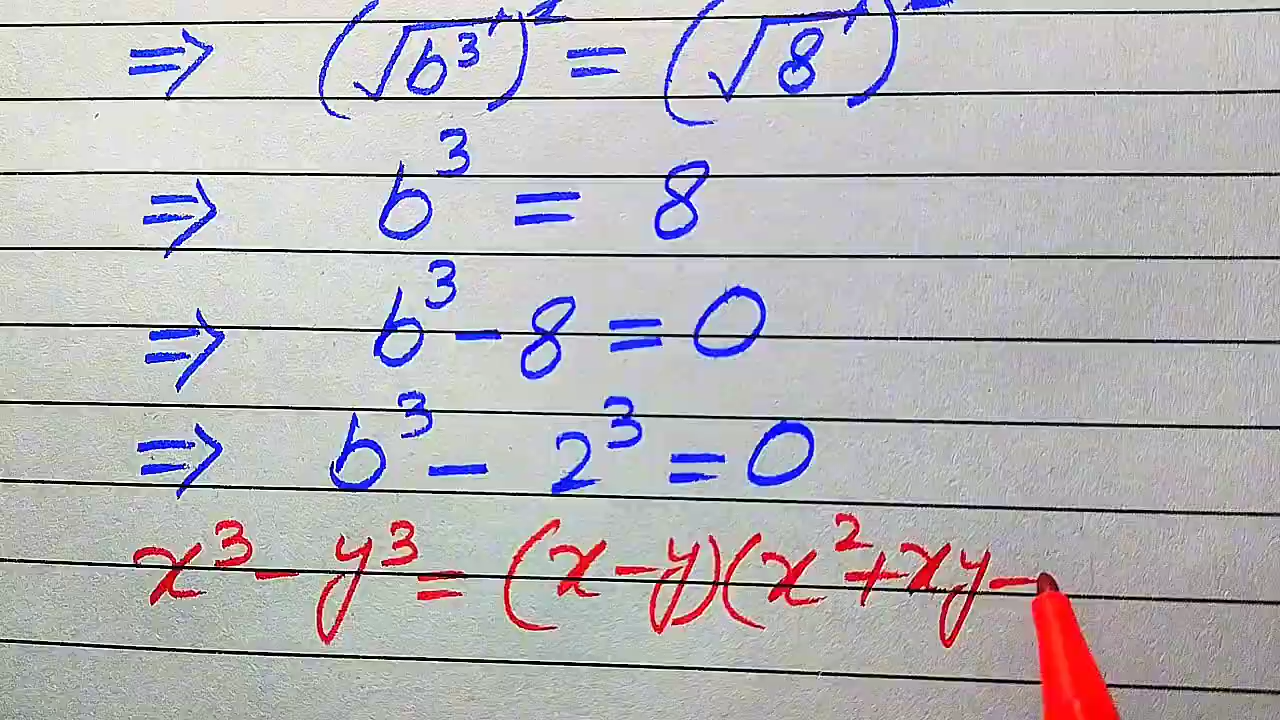 ⇒ (√b³)² = (√8)²
⇒ b³ = 8
⇒ b³ - 8 = 0
⇒ b³ - 2³ = 0
x³ - y³ = (x - y)(x² + xy -